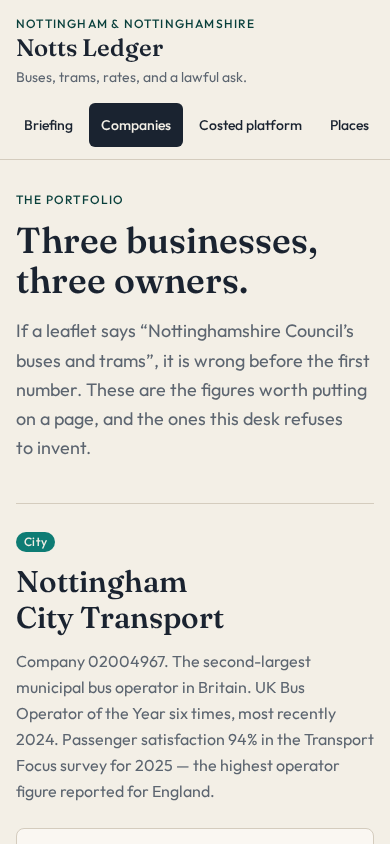 NOTTINGHAM & NOTTINGHAMSHIRE
Notts Ledger
Buses, trams, rates, and a lawful ask.
Briefing
Companies
Costed platform
Places
THE PORTFOLIO
Three businesses,
three owners.
If a leaflet says “Nottinghamshire Council’s
buses and trams”, it is wrong before the first
number. These are the figures worth putting
on a page, and the ones this desk refuses
to invent.
City
Nottingham
City Transport
Company 02004967. The second-largest
municipal bus operator in Britain. UK Bus
Operator of the Year six times, most recently
2024. Passenger satisfaction 94% in the Transport
Focus survey for 2025 — the highest operator
figure reported for England.